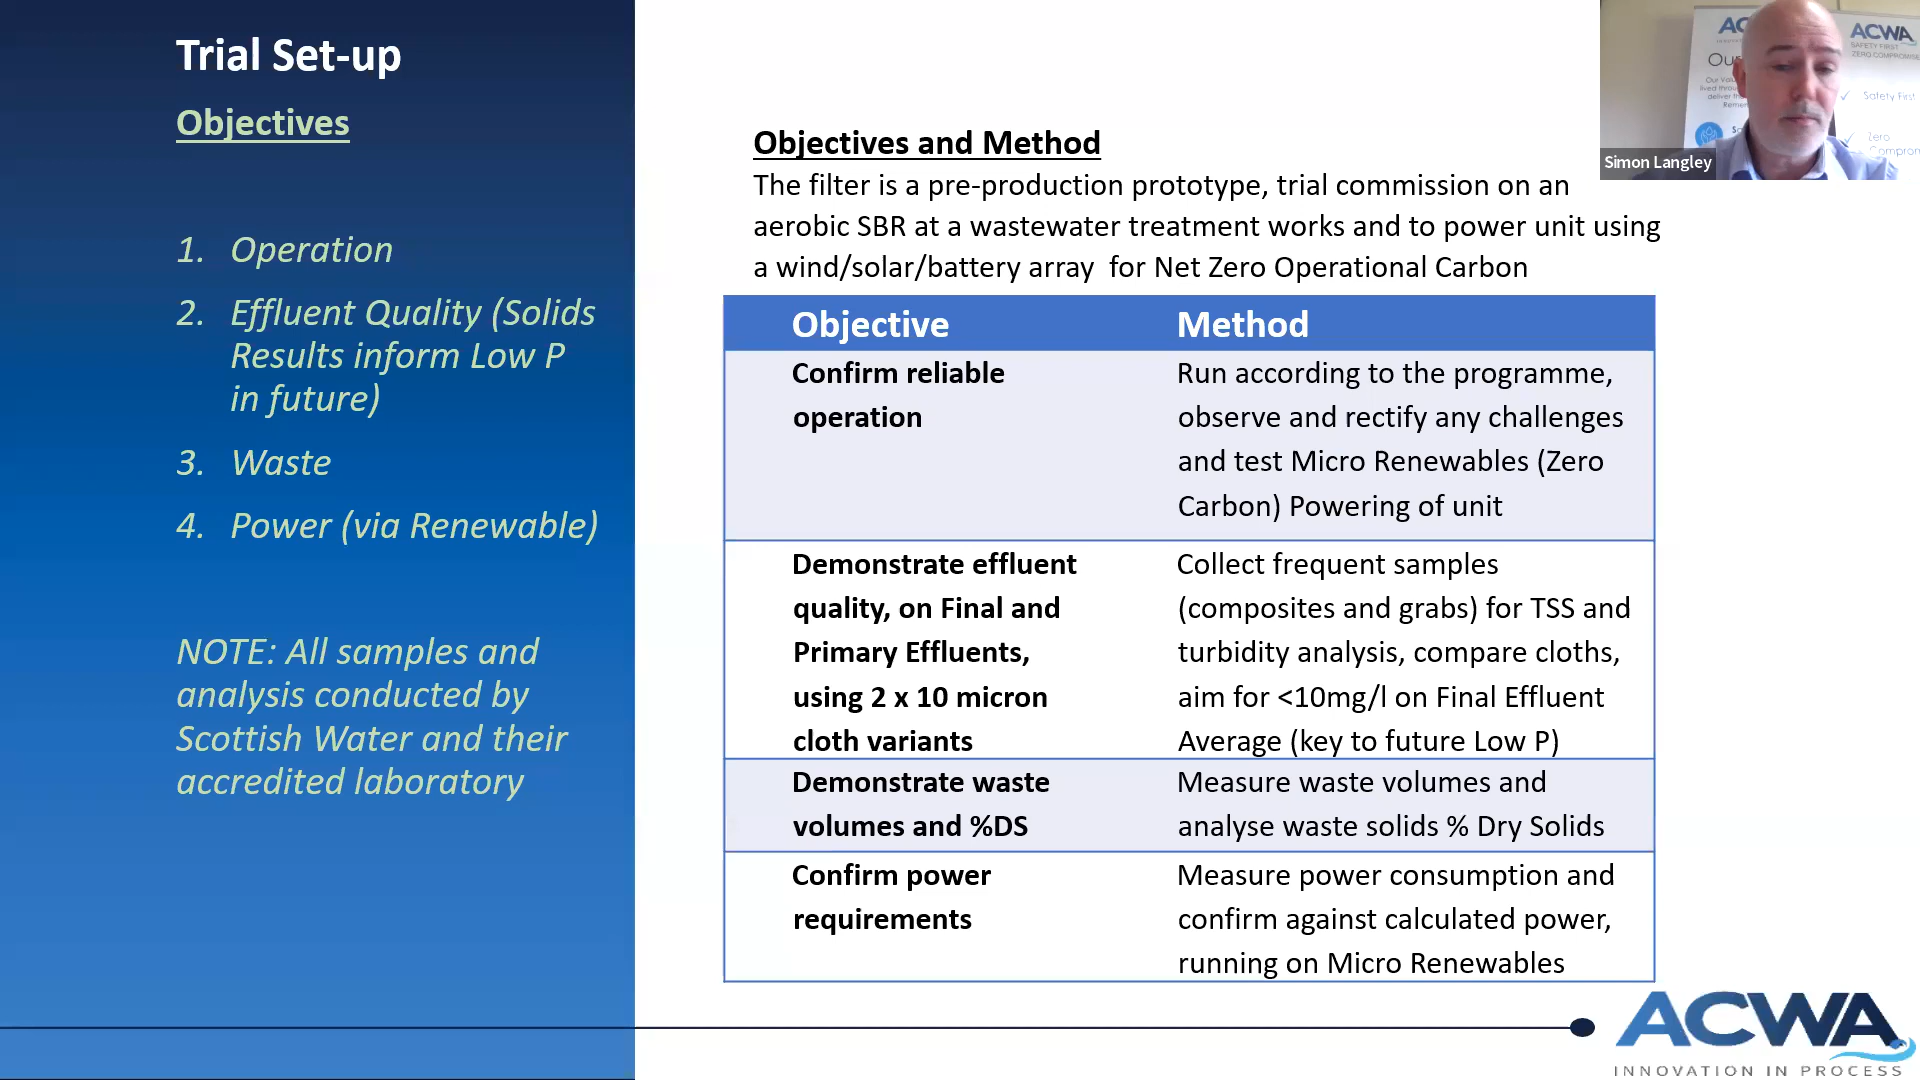 Trial Set-up
Objectives
1. Operation
2. Effluent Quality (Solids
Results inform Low P
in future)
3. Waste
4. Power (via Renewable)
NOTE: All samples and
analysis conducted by
Scottish Water and their
accredited laboratory
Objectives and Method
The filter is a pre-production prototype, trial commission on an
aerobic SBR at a wastewater treatment works and to power unit using
a wind/solar/battery array for Net Zero Operational Carbon
Objective Method
Confirm reliable
operation
Run according to the programme,
observe and rectify any challenges
and test Micro Renewables (Zero
Carbon) Powering of unit
Demonstrate effluent
quality, on Final and
Primary Effluents,
using 2 x 10 micron
cloth variants
Collect frequent samples
(composites and grabs) for TSS and
turbidity analysis, compare cloths,
aim for <10mg/l on Final Effluent
Average (key to future Low P)
Demonstrate waste
volumes and %DS
Measure waste volumes and
analyse waste solids % Dry Solids
Confirm power
requirements
Measure power consumption and
confirm against calculated power,
running on Micro Renewables
ACWA
SAFETY FIRST
ZERO COMPROMISE
Safety First
Zero
Simon Langley
ACWA
INNOVATION IN PROCESS